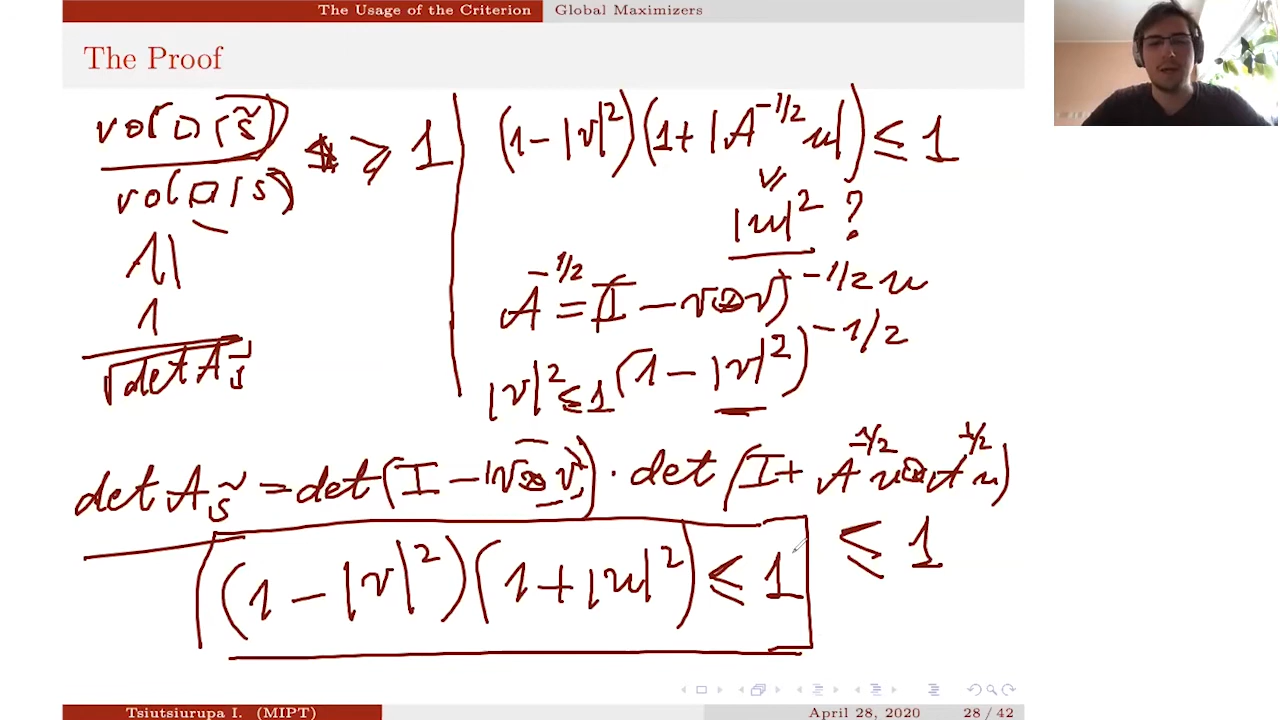 The Usage of the Criterion Global Maximizers
The Proof
vol □(s̃) / vol □(s) ≥ 1
1
√det A_s̃
(1 - |v|²)(1 + |A^{-1/2} u|) ≤ 1
|u|² ?
A^{-1/2} = I - v⊗v)^{-1/2} u
|v|² ≤ 1 (1 - |v|²)^{-1/2}
det A_s̃ = det(I - v⊗v) · det(I + A^{-1/2} u⊗A^{-1/2} u)
(1 - |v|²)(1 + |u|²) ≤ 1 ≤ 1
Tsiutsiurupa I. (MIPT) April 28, 2020 28 / 42